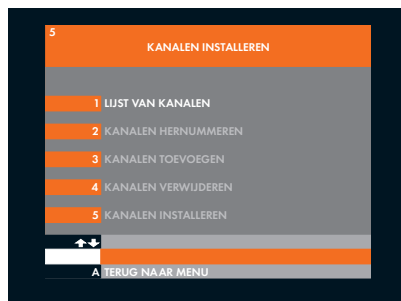 5
KANALEN INSTALLEREN
1 LIJST VAN KANALEN
2 KANALEN HERNUMMEREN
3 KANALEN TOEVOEGEN
4 KANALEN VERWIJDEREN
5 KANALEN INSTALLEREN
A TERUG NAAR MENU